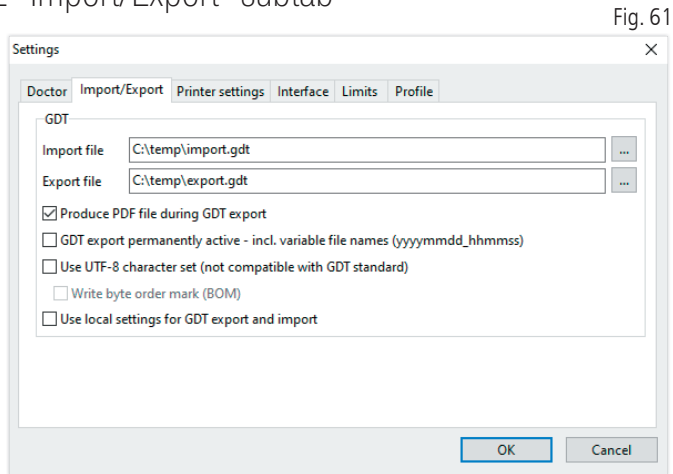 "Import/Export" subtab
Fig. 61
Settings
Doctor Import/Export Printer settings Interface Limits Profile
GDT
Import file C:\temp\import.gdt ...
Export file C:\temp\export.gdt ...
Produce PDF file during GDT export
GDT export permanently active - incl. variable file names (yyyymmdd_hhmmss)
Use UTF-8 character set (not compatible with GDT standard)
Write byte order mark (BOM)
Use local settings for GDT export and import
OK Cancel